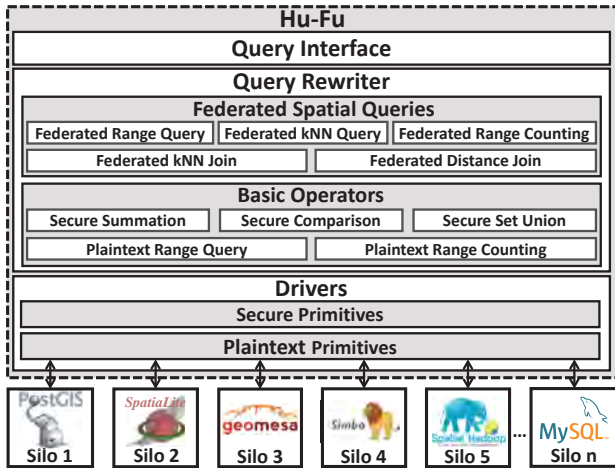 Hu-Fu
Query Interface
Query Rewriter
Federated Spatial Queries
Federated Range Query Federated kNN Query Federated Range Counting
Federated kNN Join Federated Distance Join
Basic Operators
Secure Summation Secure Comparison Secure Set Union
Plaintext Range Query Plaintext Range Counting
Drivers
Secure Primitives
Plaintext Primitives
PostGIS SpatiaLite geomesa Simba Spatial Hadoop ... MySQL
Silo 1 Silo 2 Silo 3 Silo 4 Silo 5 Silo n